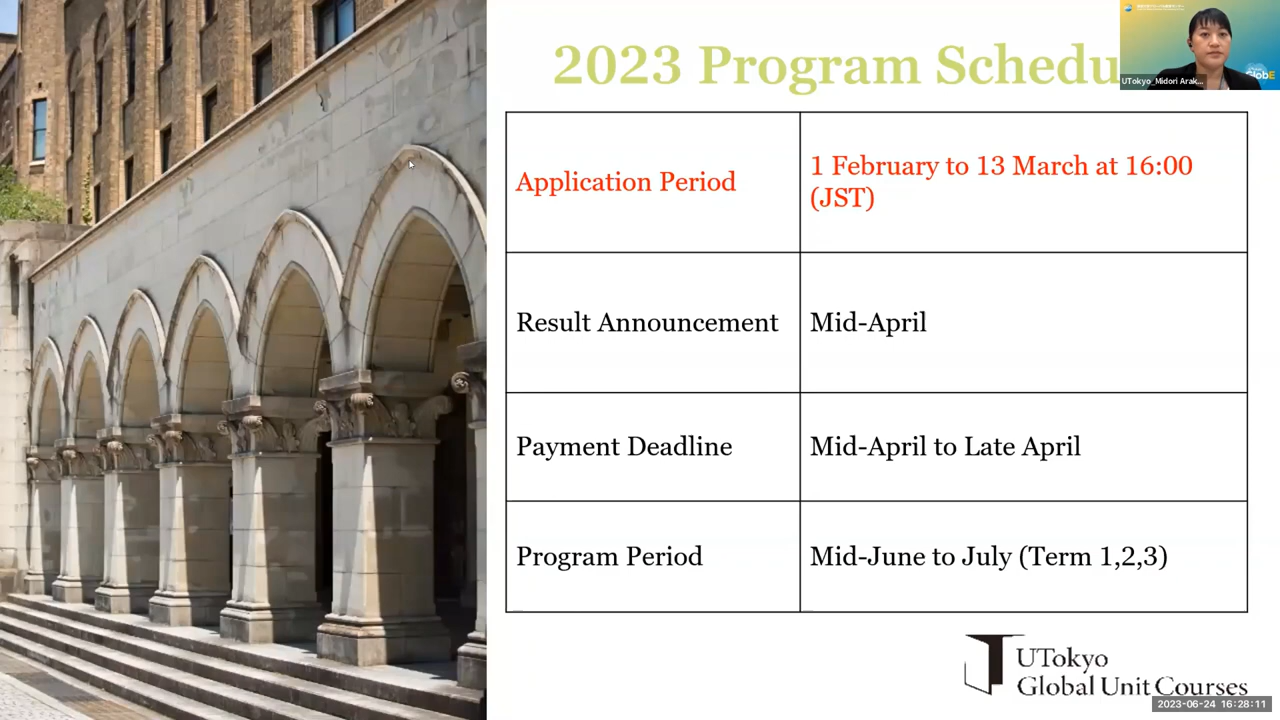 2023 Program Schedu
UTokyo_Midori Arak...
GlobE
Application Period
1 February to 13 March at 16:00
(JST)
Result Announcement
Mid-April
Payment Deadline
Mid-April to Late April
Program Period
Mid-June to July (Term 1,2,3)
UTokyo
Global Unit Courses
2023-06-24 16:28:11